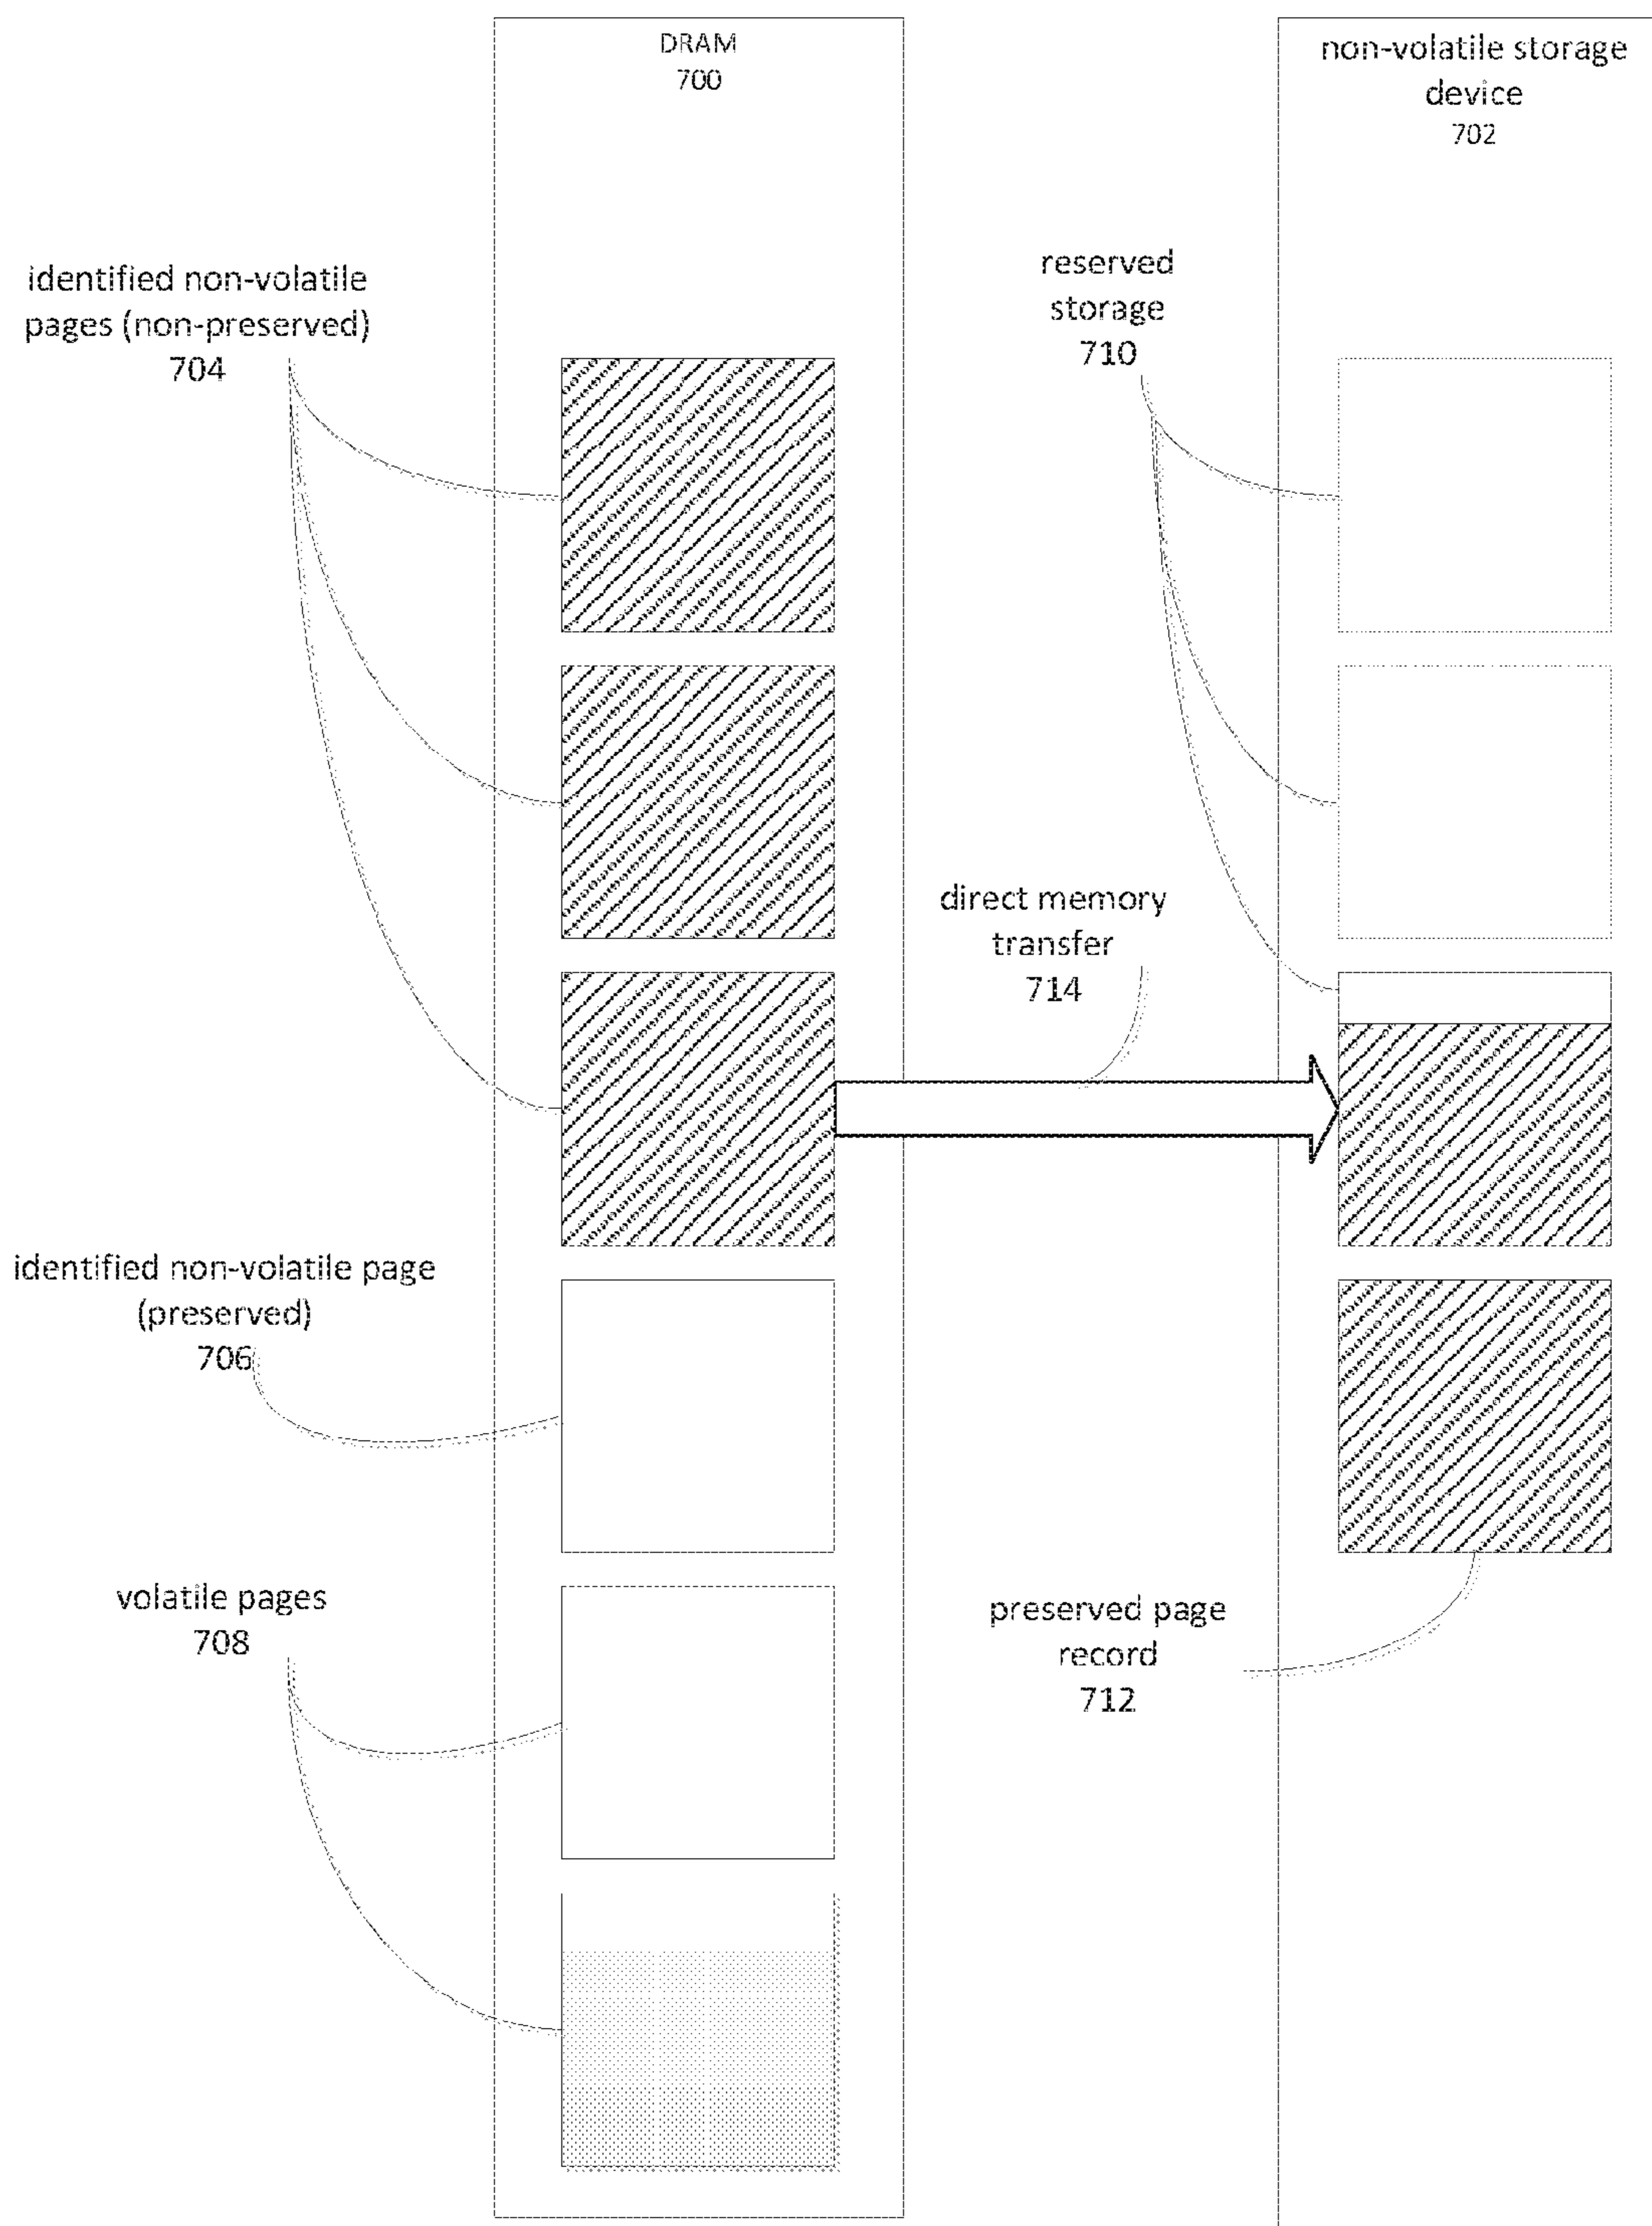 DRAM
700
non-volatile storage
device
702
identified non-volatile
pages (non-preserved)
704
reserved
storage
710
direct memory
transfer
714
identified non-volatile page
(preserved)
706
volatile pages
708
preserved page
record
712